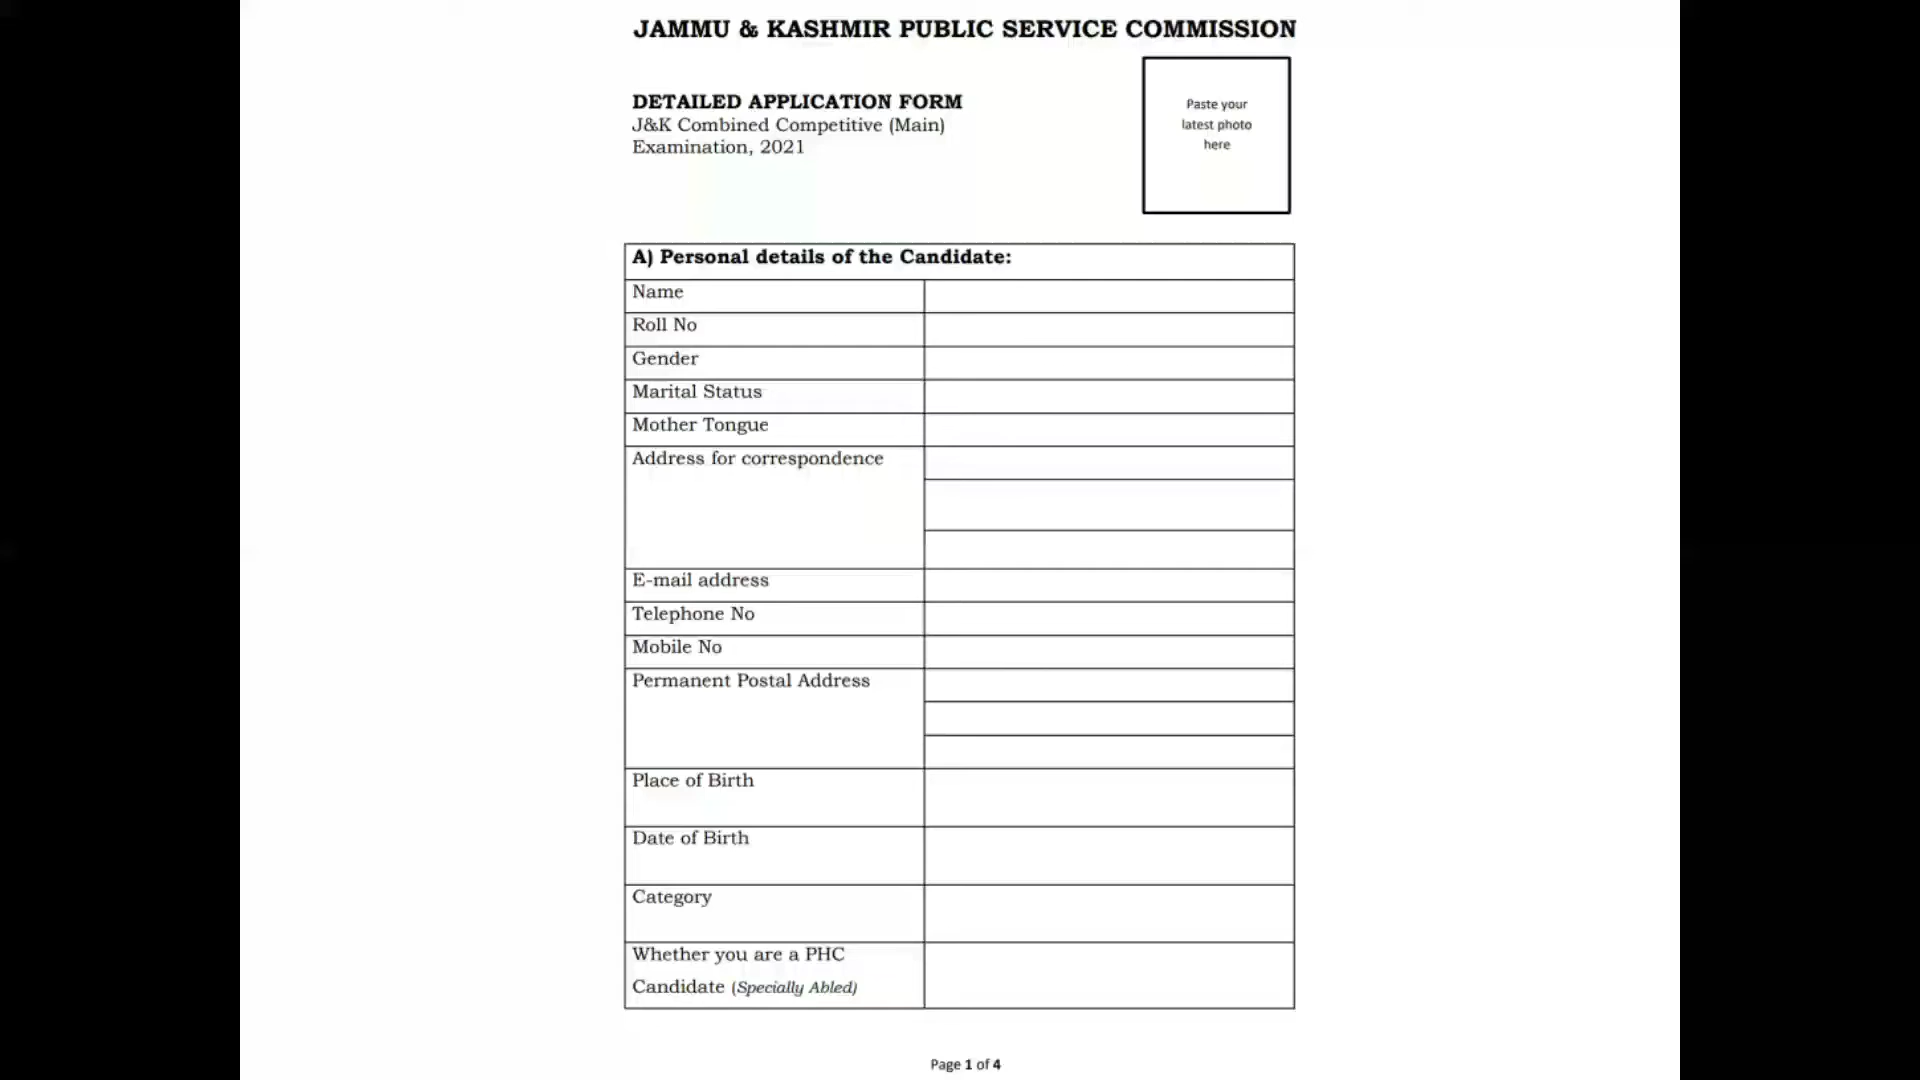 JAMMU & KASHMIR PUBLIC SERVICE COMMISSION
DETAILED APPLICATION FORM
J&K Combined Competitive (Main)
Examination, 2021
Paste your
latest photo
here
A) Personal details of the Candidate:
Name
Roll No
Gender
Marital Status
Mother Tongue
Address for correspondence
E-mail address
Telephone No
Mobile No
Permanent Postal Address
Place of Birth
Date of Birth
Category
Whether you are a PHC
Candidate (Specially Abled)
Page 1 of 4